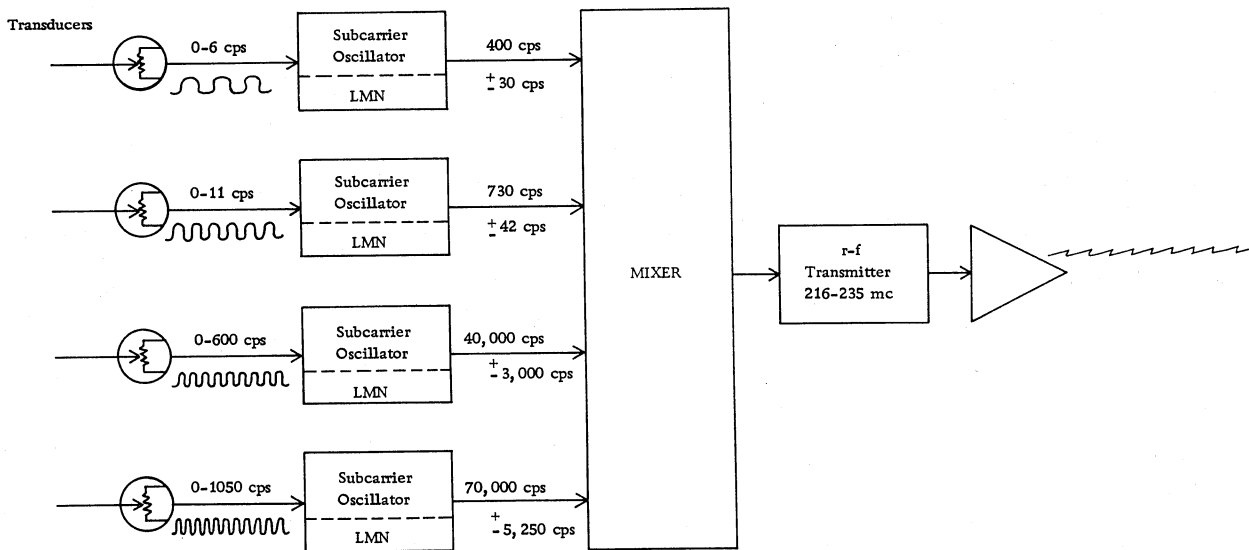 Transducers
0-6 cps
Subcarrier
Oscillator
LMN
400 cps
± 30 cps
0-11 cps
Subcarrier
Oscillator
LMN
730 cps
± 42 cps
0-600 cps
Subcarrier
Oscillator
LMN
40,000 cps
± 3,000 cps
0-1050 cps
Subcarrier
Oscillator
LMN
70,000 cps
± 5,250 cps
MIXER
r-f
Transmitter
216-235 mc